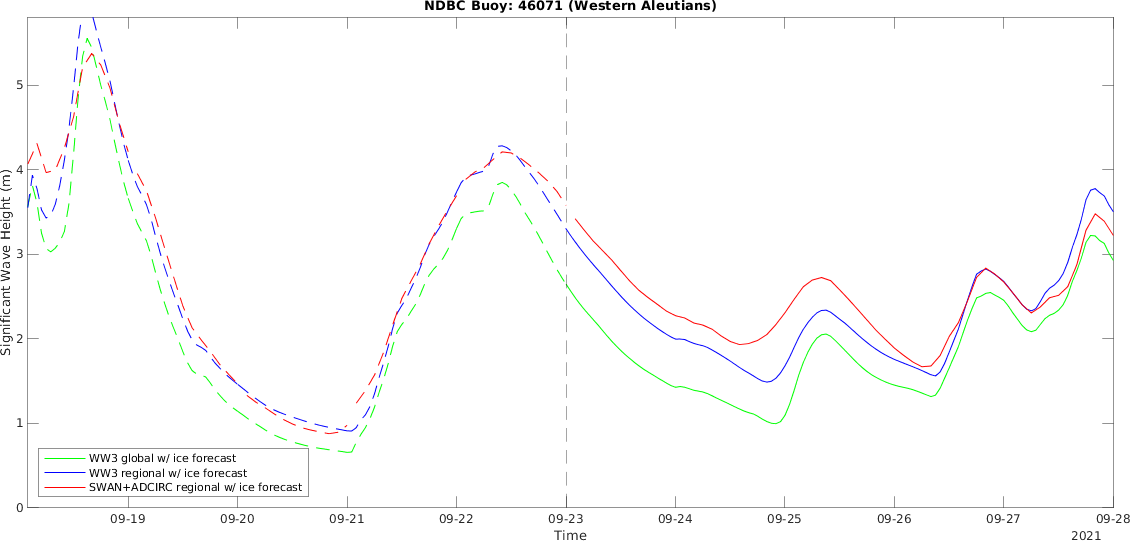 NDBC Buoy: 46071 (Western Aleutians)
Significant Wave Height (m)
5
4
3
2
1
0
WW3 global w/ ice forecast
WW3 regional w/ ice forecast
SWAN+ADCIRC regional w/ ice forecast
09-19 09-20 09-21 09-22 09-23 09-24 09-25 09-26 09-27 09-28
Time
2021